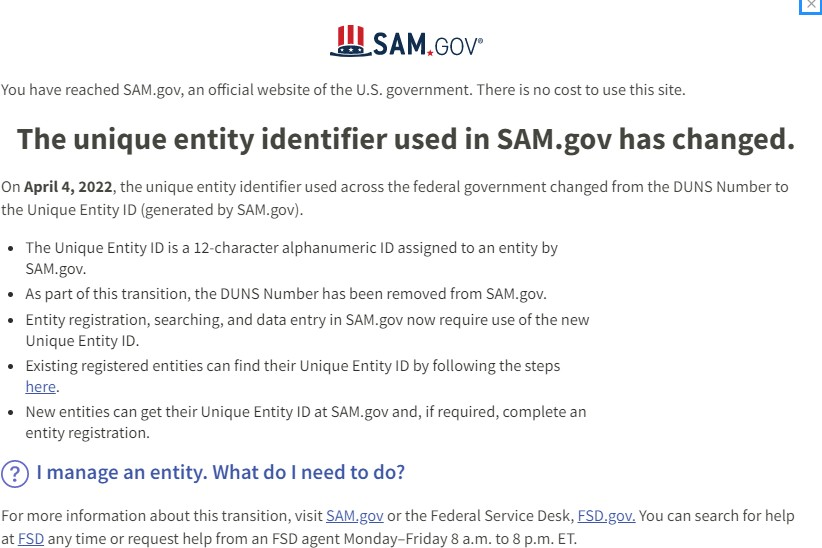 SAM.GOV®
You have reached SAM.gov, an official website of the U.S. government. There is no cost to use this site.
The unique entity identifier used in SAM.gov has changed.
On April 4, 2022, the unique entity identifier used across the federal government changed from the DUNS Number to
the Unique Entity ID (generated by SAM.gov).
• The Unique Entity ID is a 12-character alphanumeric ID assigned to an entity by
SAM.gov.
• As part of this transition, the DUNS Number has been removed from SAM.gov.
• Entity registration, searching, and data entry in SAM.gov now require use of the new
Unique Entity ID.
• Existing registered entities can find their Unique Entity ID by following the steps
here.
• New entities can get their Unique Entity ID at SAM.gov and, if required, complete an
entity registration.
? I manage an entity. What do I need to do?
For more information about this transition, visit SAM.gov or the Federal Service Desk, FSD.gov. You can search for help
at FSD any time or request help from an FSD agent Monday–Friday 8 a.m. to 8 p.m. ET.